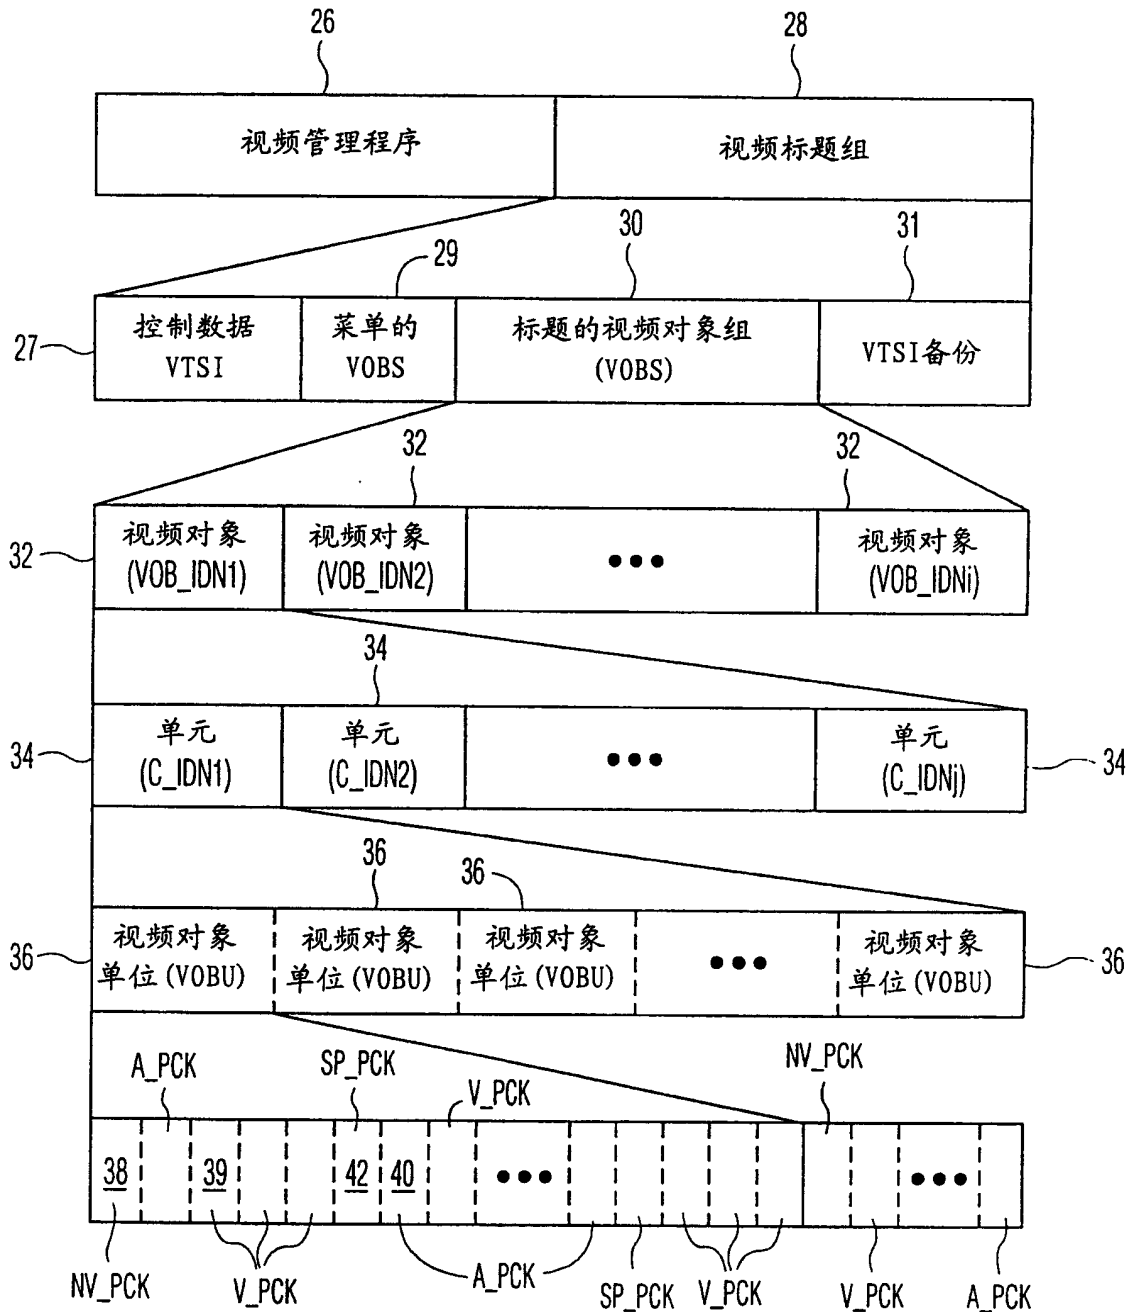 26
28
视频管理程序
视频标题组
29
30
31
27
控制数据
VTSI
菜单的
VOBS
标题的视频对象组
(VOBS)
VTSI备份
32
32
32
视频对象
(VOB_IDN1)
视频对象
(VOB_IDN2)
●●●
视频对象
(VOB_IDNi)
34
34
单元
(C_IDN1)
单元
(C_IDN2)
●●●
单元
(C_IDNj)
34
36
36
36
视频对象
单位(VOBU)
视频对象
单位(VOBU)
视频对象
单位(VOBU)
●●●
视频对象
单位(VOBU)
36
A_PCK
SP_PCK
V_PCK
NV_PCK
38
39
42
40
●●●
●●●
NV_PCK
V_PCK
A_PCK
SP_PCK
V_PCK
V_PCK
A_PCK